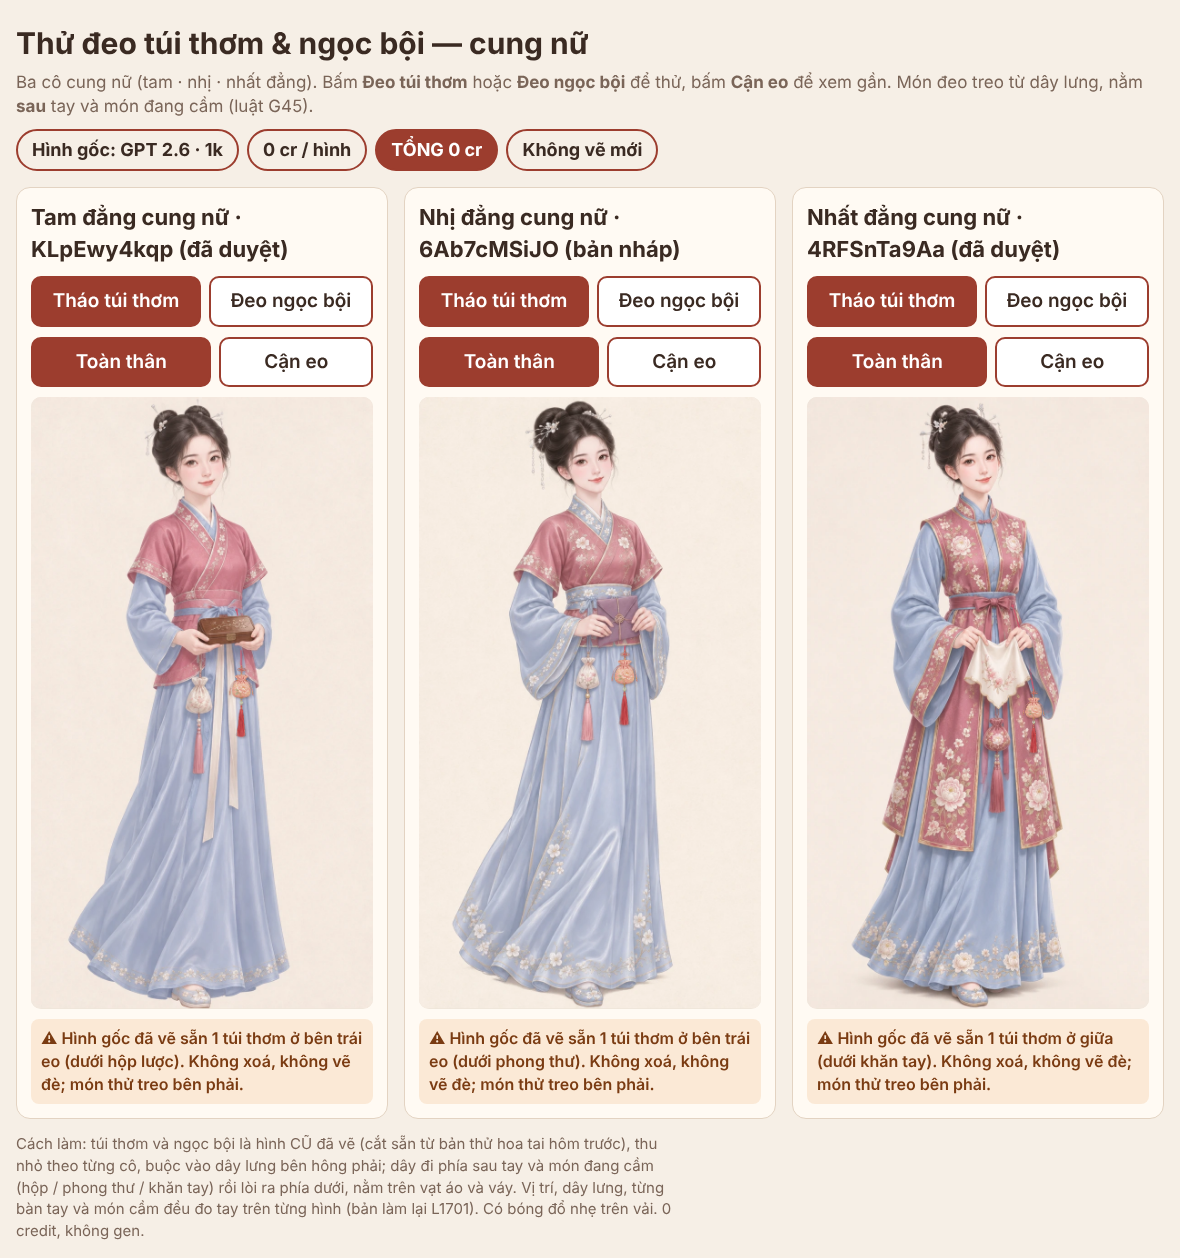 Thử đeo túi thơm & ngọc bội — cung nữ
Ba cô cung nữ (tam · nhị · nhất đẳng). Bấm Đeo túi thơm hoặc Đeo ngọc bội để thử, bấm Cận eo để xem gần. Món đeo treo từ dây lưng, nằm
sau tay và món đang cầm (luật G45).
Hình gốc: GPT 2.6 · 1k
0 cr / hình
TỔNG 0 cr
Không vẽ mới
Tam đẳng cung nữ ·
KLpEwy4kqp (đã duyệt)
Tháo túi thơm
Đeo ngọc bội
Toàn thân
Cận eo
⚠ Hình gốc đã vẽ sẵn 1 túi thơm ở bên trái
eo (dưới hộp lược). Không xoá, không vẽ
đè; món thử treo bên phải.
Nhị đẳng cung nữ ·
6Ab7cMSiJO (bản nháp)
Tháo túi thơm
Đeo ngọc bội
Toàn thân
Cận eo
⚠ Hình gốc đã vẽ sẵn 1 túi thơm ở bên trái
eo (dưới phong thư). Không xoá, không
vẽ đè; món thử treo bên phải.
Nhất đẳng cung nữ ·
4RFSnTa9Aa (đã duyệt)
Tháo túi thơm
Đeo ngọc bội
Toàn thân
Cận eo
⚠ Hình gốc đã vẽ sẵn 1 túi thơm ở giữa
(dưới khăn tay). Không xoá, không vẽ đè;
món thử treo bên phải.
Cách làm: túi thơm và ngọc bội là hình CŨ đã vẽ (cắt sẵn từ bản thử hoa tai hôm trước), thu
nhỏ theo từng cô, buộc vào dây lưng bên hông phải; dây đi phía sau tay và món đang cầm
(hộp / phong thư / khăn tay) rồi lòi ra phía dưới, nằm trên vạt áo và váy. Vị trí, dây lưng, từng
bàn tay và món cầm đều đo tay trên từng hình (bản làm lại L1701). Có bóng đổ nhẹ trên vải. 0
credit, không gen.